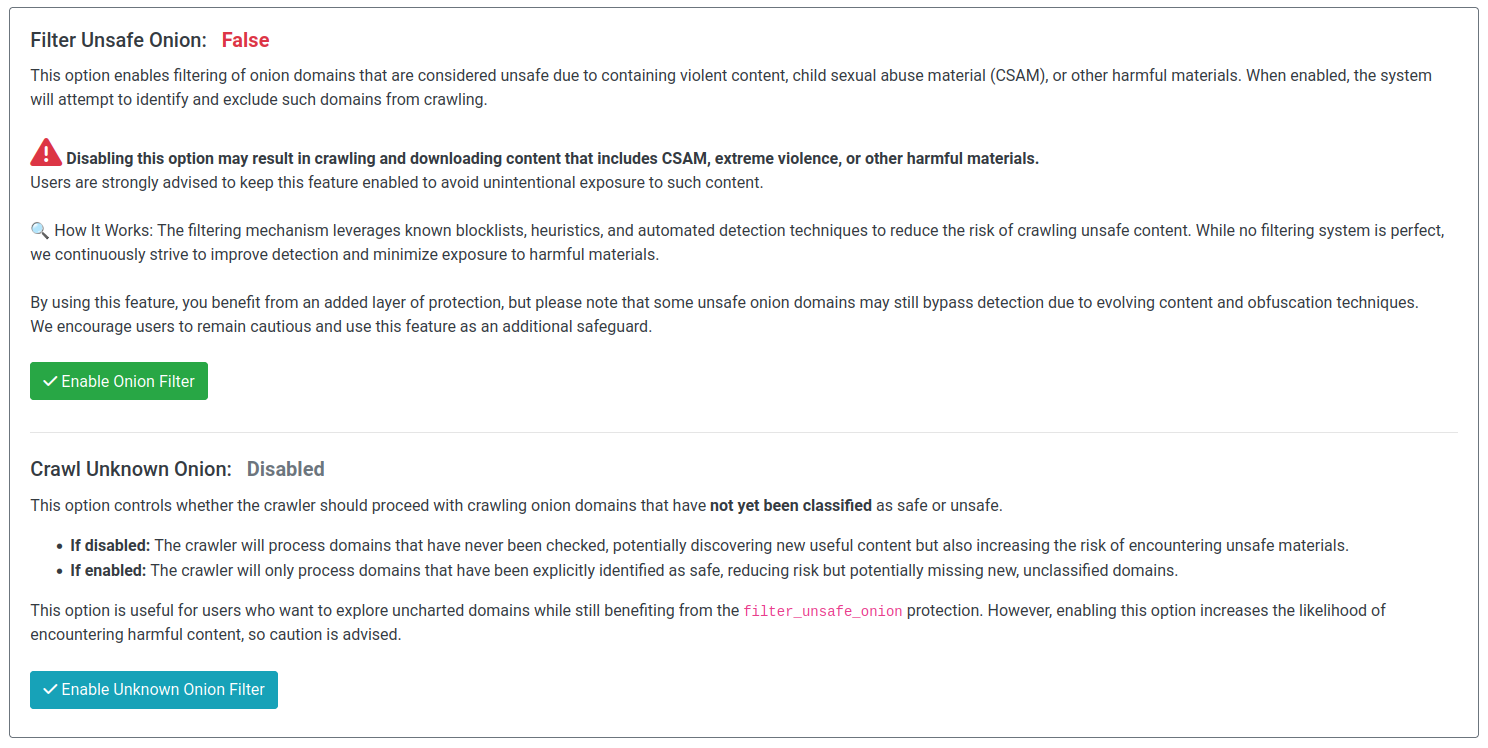 Filter Unsafe Onion: False
This option enables filtering of onion domains that are considered unsafe due to containing violent content, child sexual abuse material (CSAM), or other harmful materials. When enabled, the system
will attempt to identify and exclude such domains from crawling.
Disabling this option may result in crawling and downloading content that includes CSAM, extreme violence, or other harmful materials.
Users are strongly advised to keep this feature enabled to avoid unintentional exposure to such content.
🔍 How It Works: The filtering mechanism leverages known blocklists, heuristics, and automated detection techniques to reduce the risk of crawling unsafe content. While no filtering system is perfect,
we continuously strive to improve detection and minimize exposure to harmful materials.
By using this feature, you benefit from an added layer of protection, but please note that some unsafe onion domains may still bypass detection due to evolving content and obfuscation techniques.
We encourage users to remain cautious and use this feature as an additional safeguard.
✓ Enable Onion Filter
Crawl Unknown Onion: Disabled
This option controls whether the crawler should proceed with crawling onion domains that have not yet been classified as safe or unsafe.
• If disabled: The crawler will process domains that have never been checked, potentially discovering new useful content but also increasing the risk of encountering unsafe materials.
• If enabled: The crawler will only process domains that have been explicitly identified as safe, reducing risk but potentially missing new, unclassified domains.
This option is useful for users who want to explore uncharted domains while still benefiting from the filter_unsafe_onion protection. However, enabling this option increases the likelihood of
encountering harmful content, so caution is advised.
✓ Enable Unknown Onion Filter